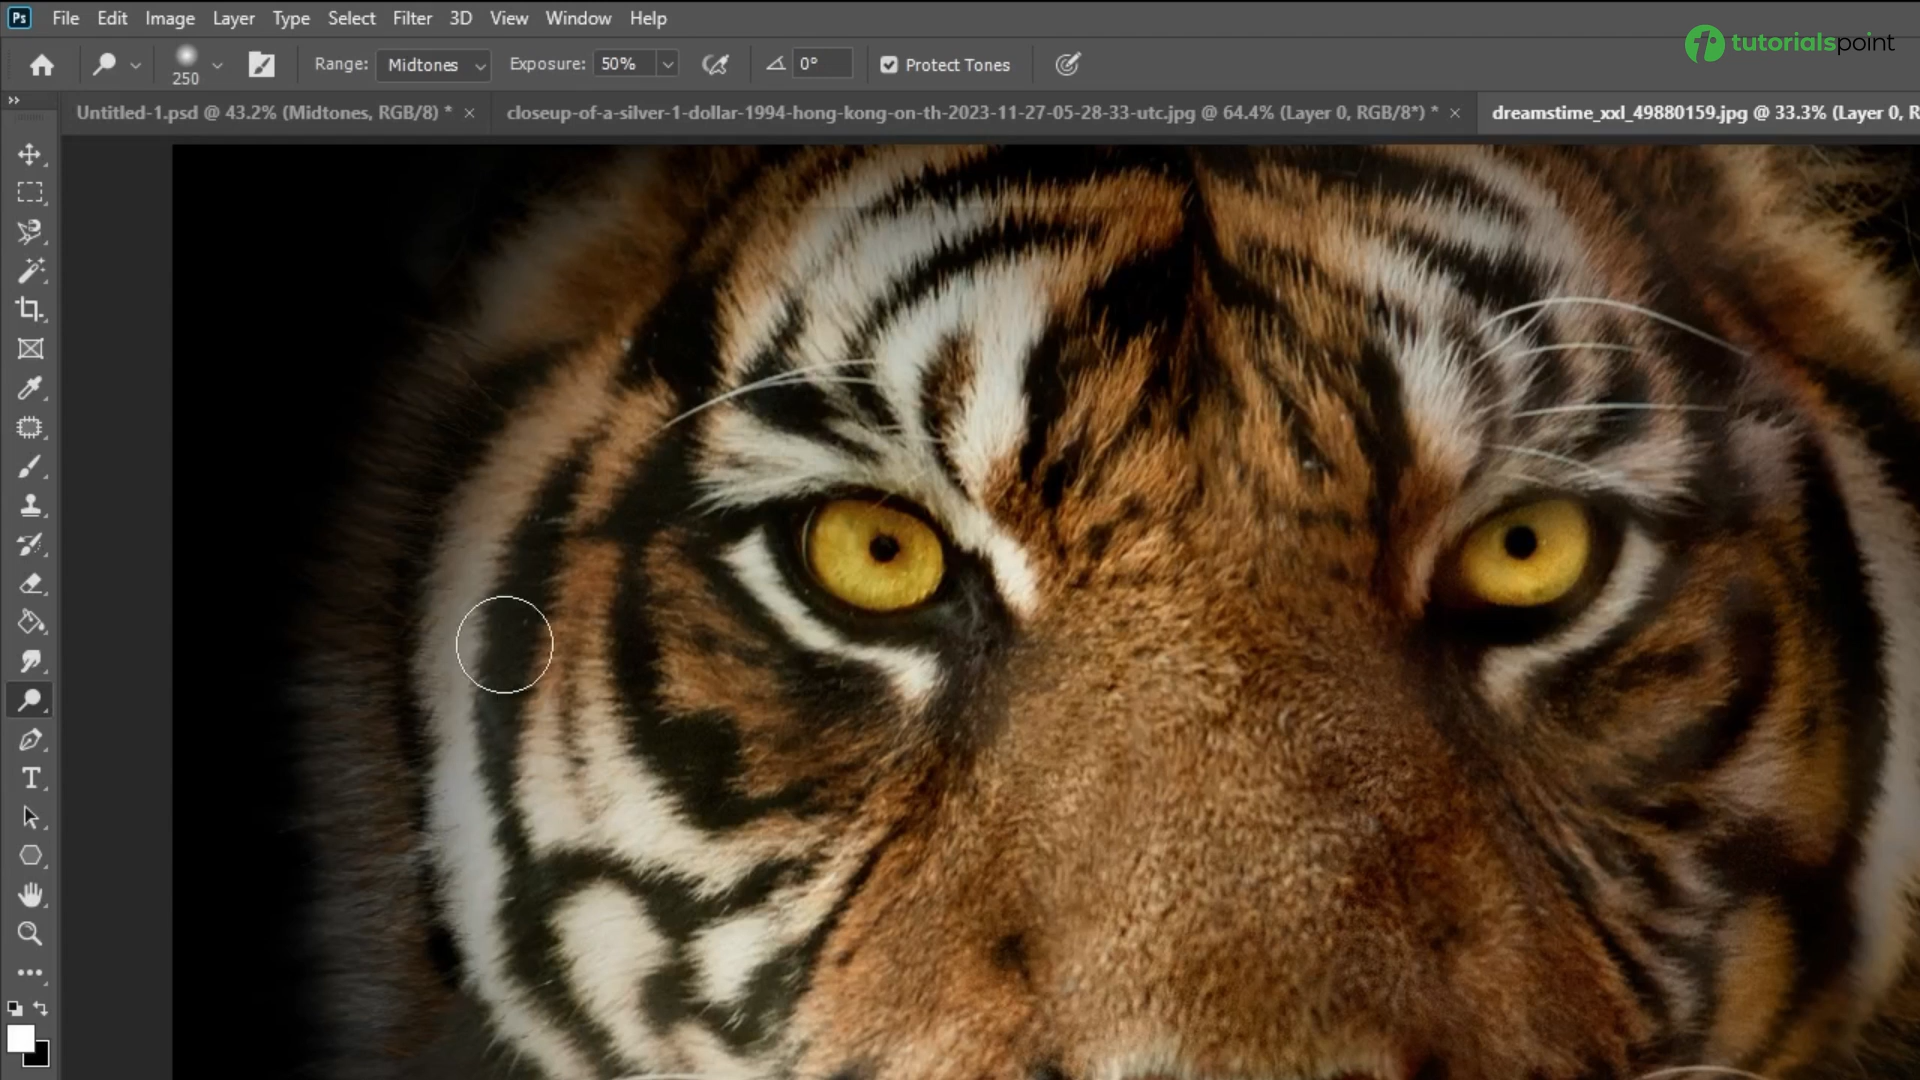 Ps File Edit Image Layer Type Select Filter 3D View Window Help
tutorialspoint
250 Range: Midtones Exposure: 50% 0° Protect Tones
Untitled-1.psd @ 43.2% (Midtones, RGB/8) * closeup-of-a-silver-1-dollar-1994-hong-kong-on-th-2023-11-27-05-28-33-utc.jpg @ 64.4% (Layer 0, RGB/8*) * dreamstime_xxl_49880159.jpg @ 33.3% (Layer 0, R